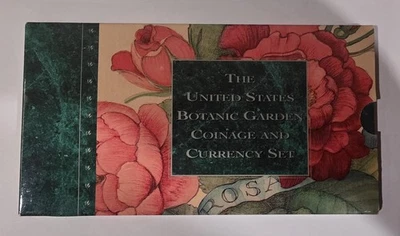 THE
UNITED STATES
BOTANIC GARDEN
COINAGE AND
CURRENCY SET
ROSA